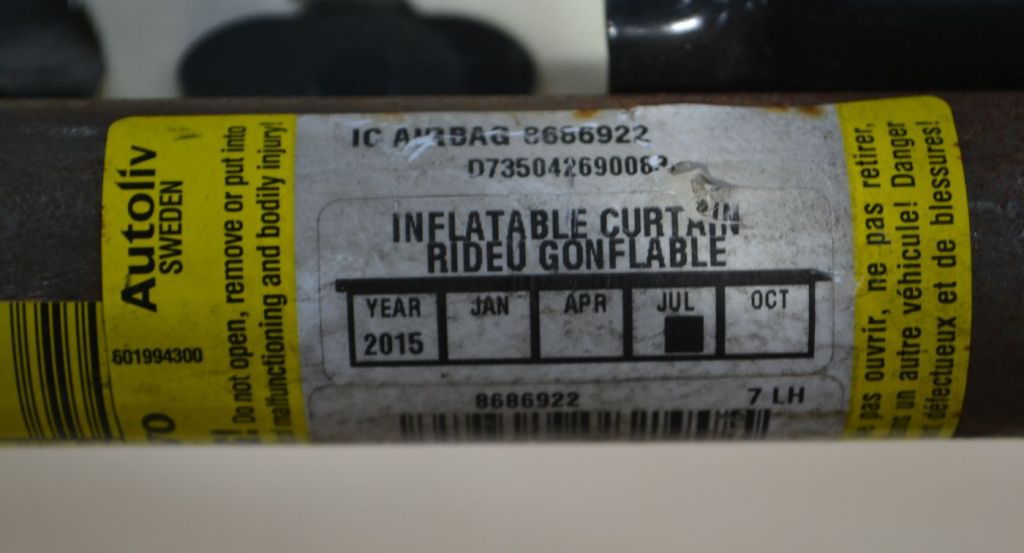 Autoliv
SWEDEN
601994300
Do not open, remove or put into
malfunctioning and bodily injury!
IC AIRBAG 8686922
INFLATABLE CURTAIN
RIDEU GONFLABLE
YEAR JAN APR JUL OCT
2015
8686922 7 LH
pas ouvrir, ne pas retirer,
un autre véhicule! Danger
défectueux et de blessures!